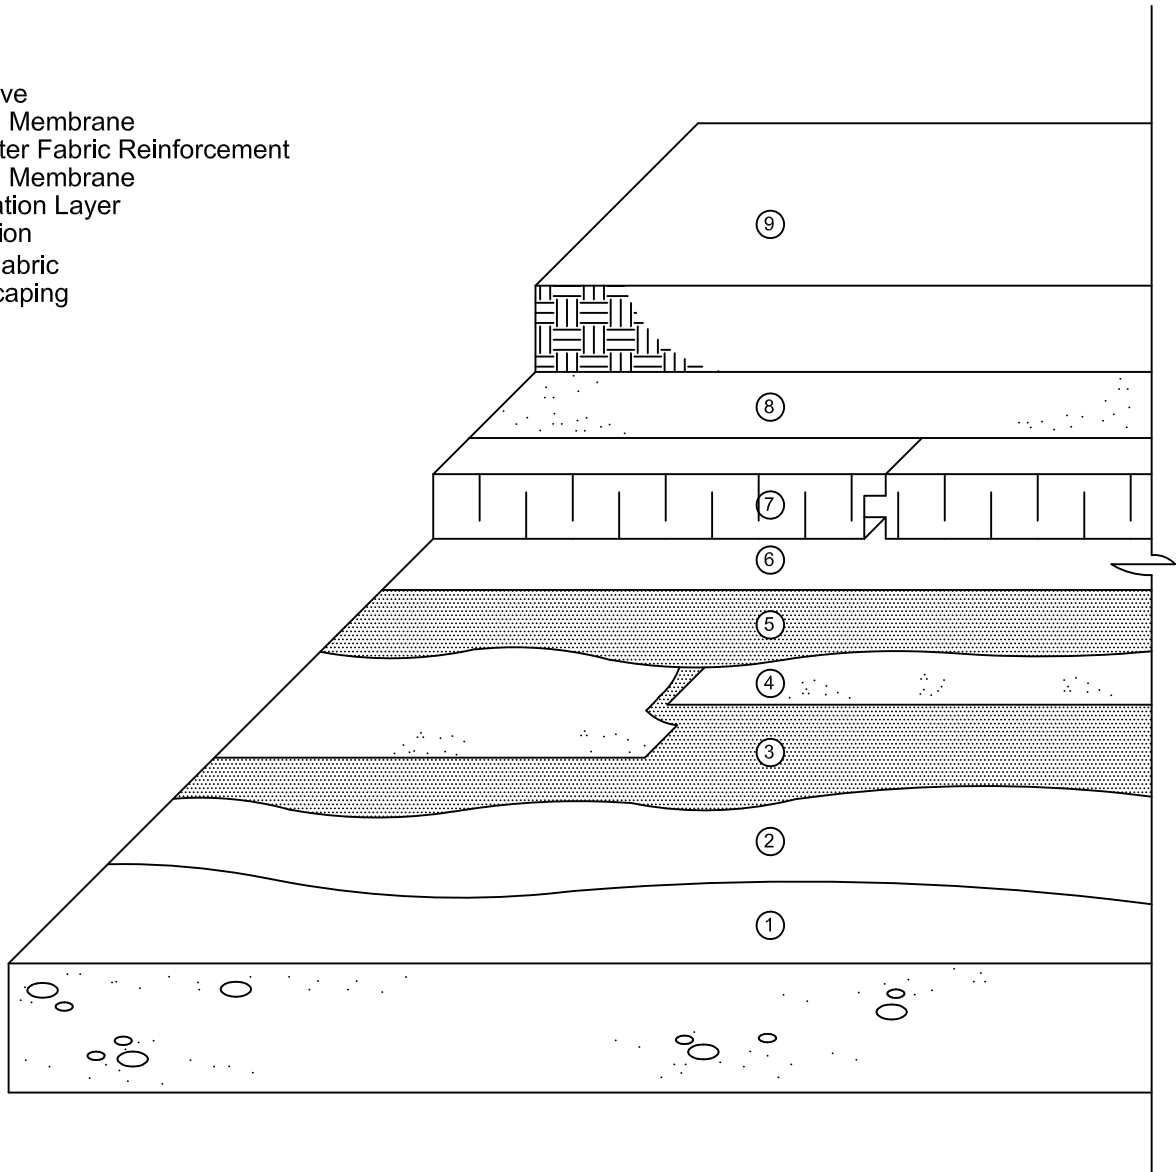 ve
Membrane
ter Fabric Reinforcement
Membrane
ation Layer
ion
abric
caping
9
8
7
6
5
4
3
2
1